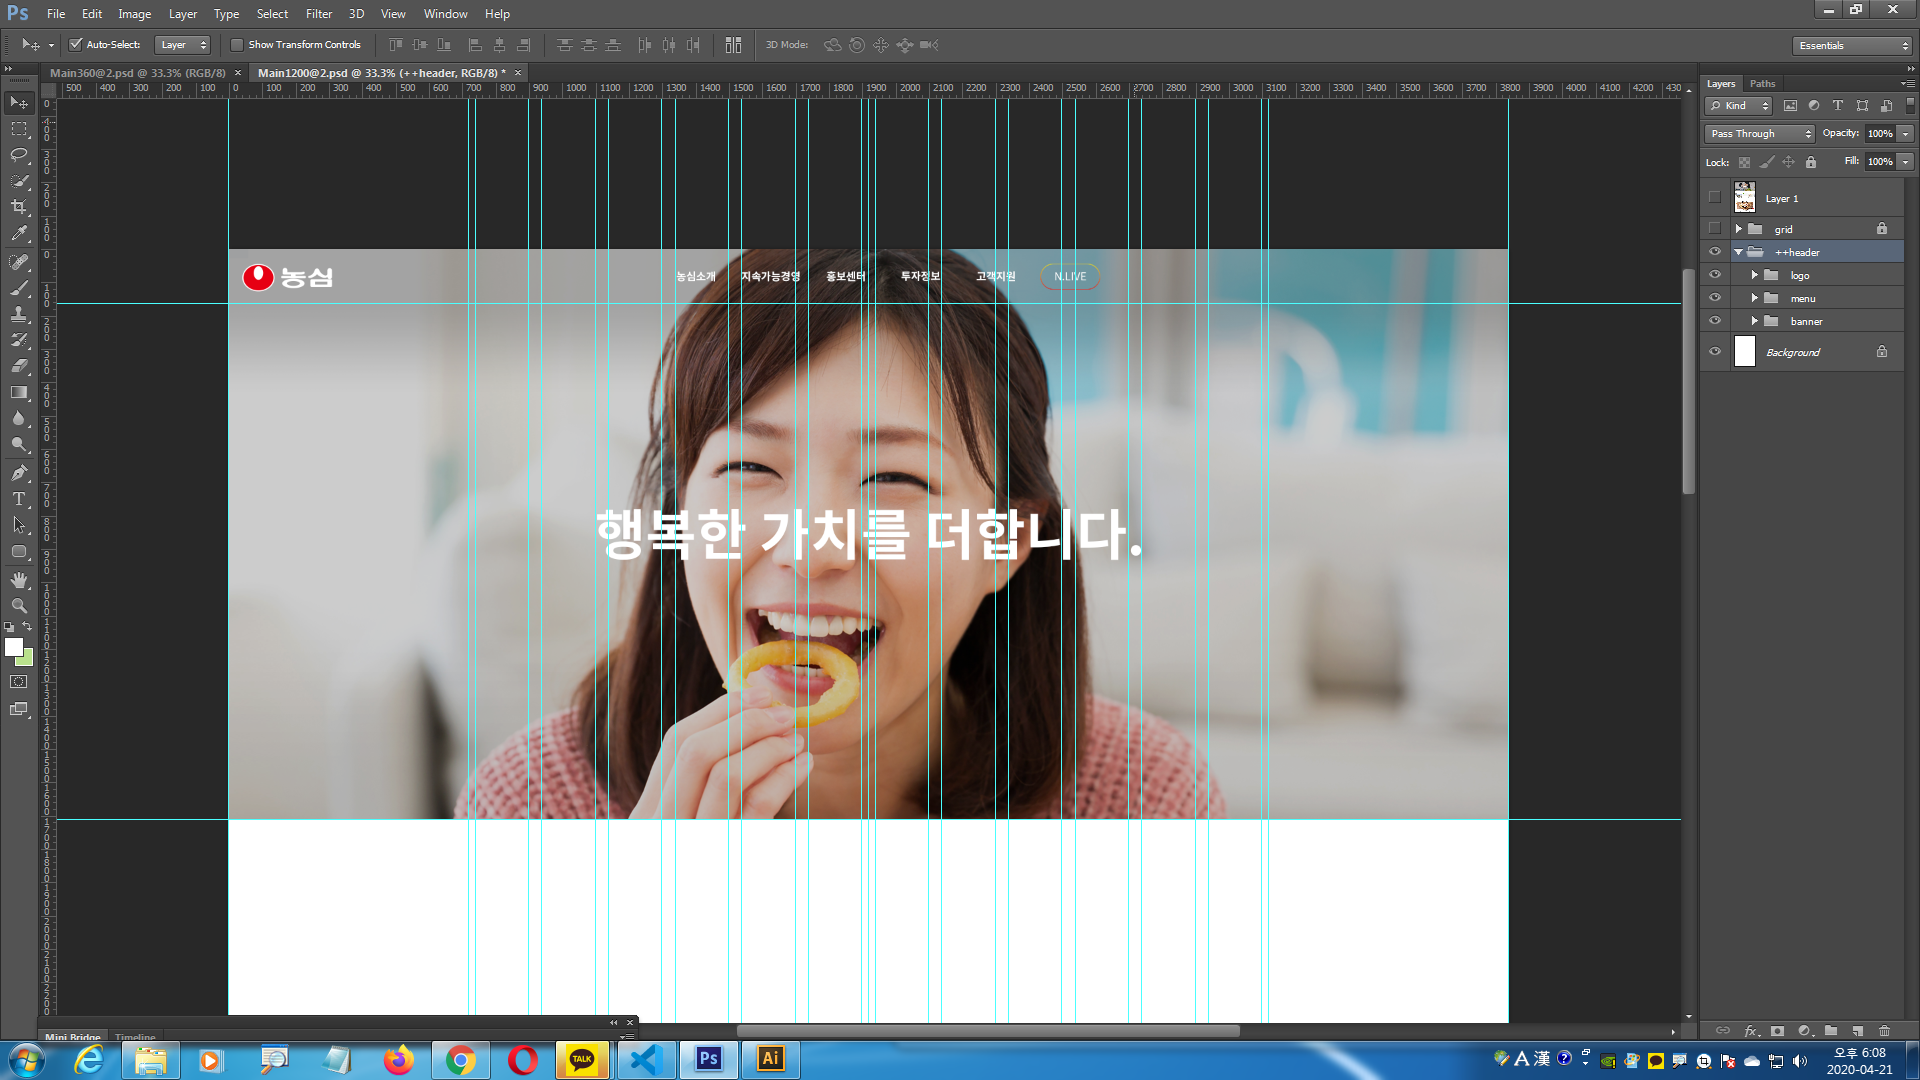 Ps File Edit Image Layer Type Select Filter 3D View Window Help
Auto-Select: Layer Show Transform Controls 3D Mode: Essentials
Main360@2.psd @ 33.3% (RGB/8) × Main1200@2.psd @ 33.3% (++header, RGB/8) * ×
500 400 300 200 100 0 100 200 300 400 500 600 700 800 900 1000 1100 1200 1300 1400 1500 1600 1700 1800 1900 2000 2100 2200 2300 2400 2500 2600 2700 2800 2900 3000 3100 3200 3300 3400 3500 3600 3700 3800 3900 4000 4100 4200 430
Layers Paths
Kind
Pass Through Opacity: 100%
Lock: Fill: 100%
Layer 1
grid
++header
logo
menu
banner
Background
농심 농심소개 지속가능경영 홍보센터 투자정보 고객지원 N.LIVE
행복한 가치를 더합니다.
Mini Bridge Timeline
TALK Ps Ai
A 漢
오후 6:08
2020-04-21